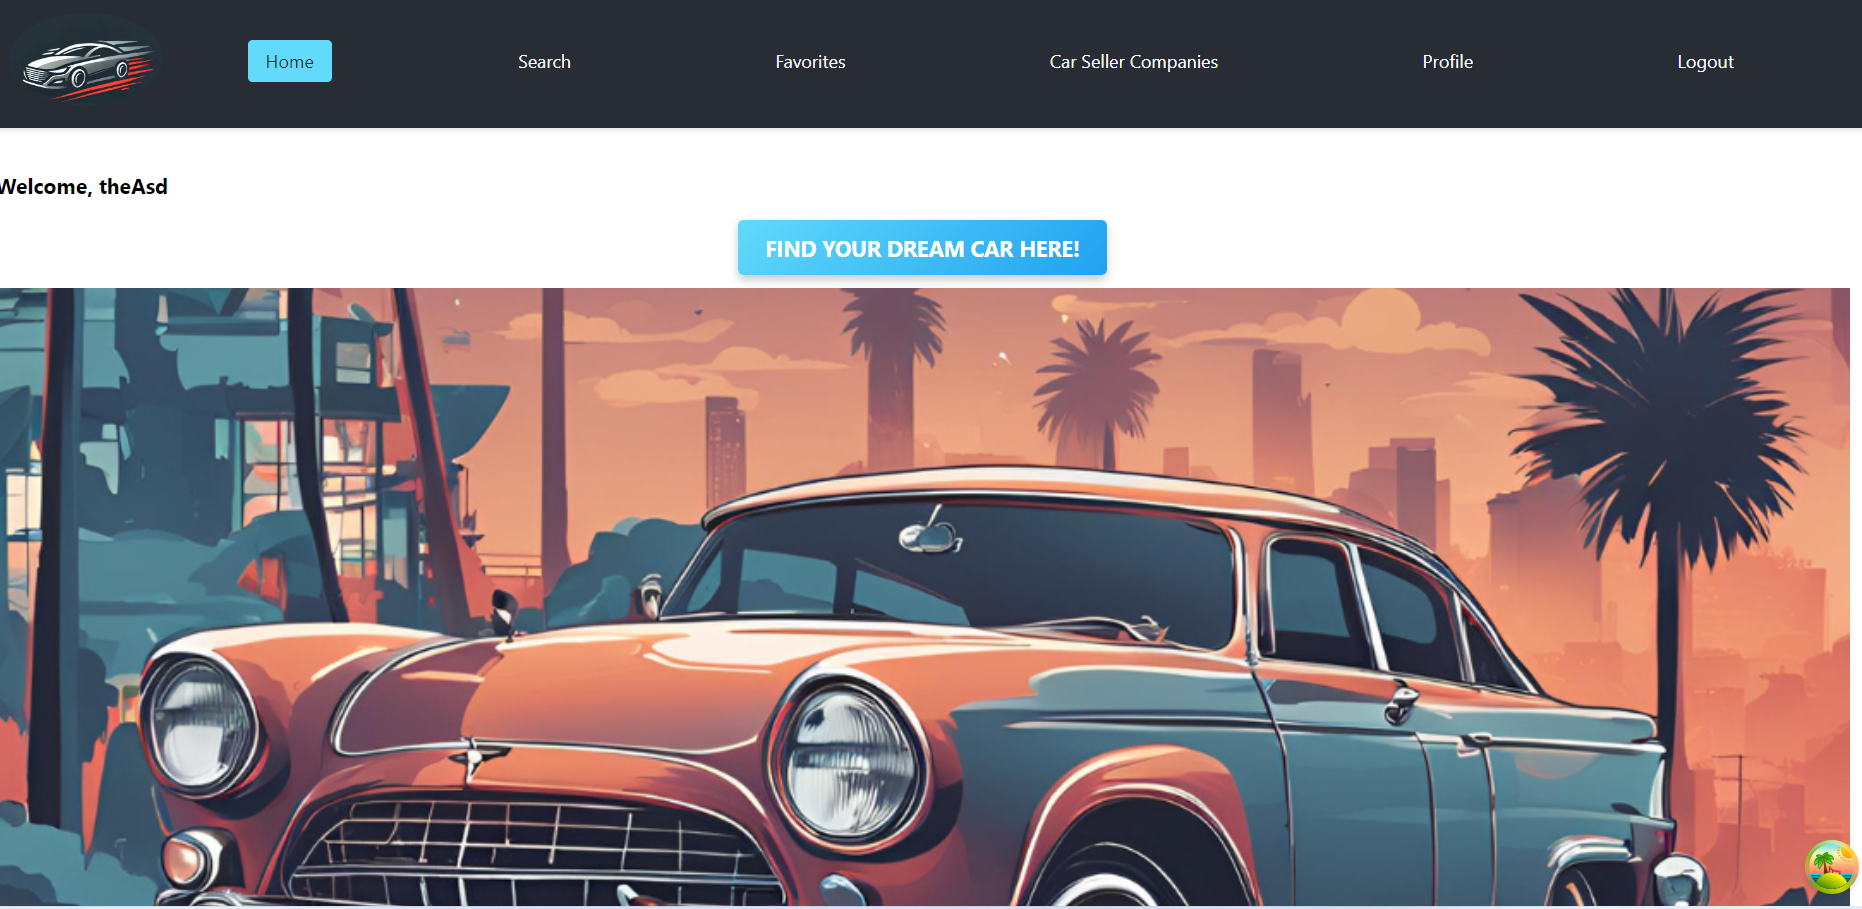 Home
Search
Favorites
Car Seller Companies
Profile
Logout
Welcome, theAsd
FIND YOUR DREAM CAR HERE!